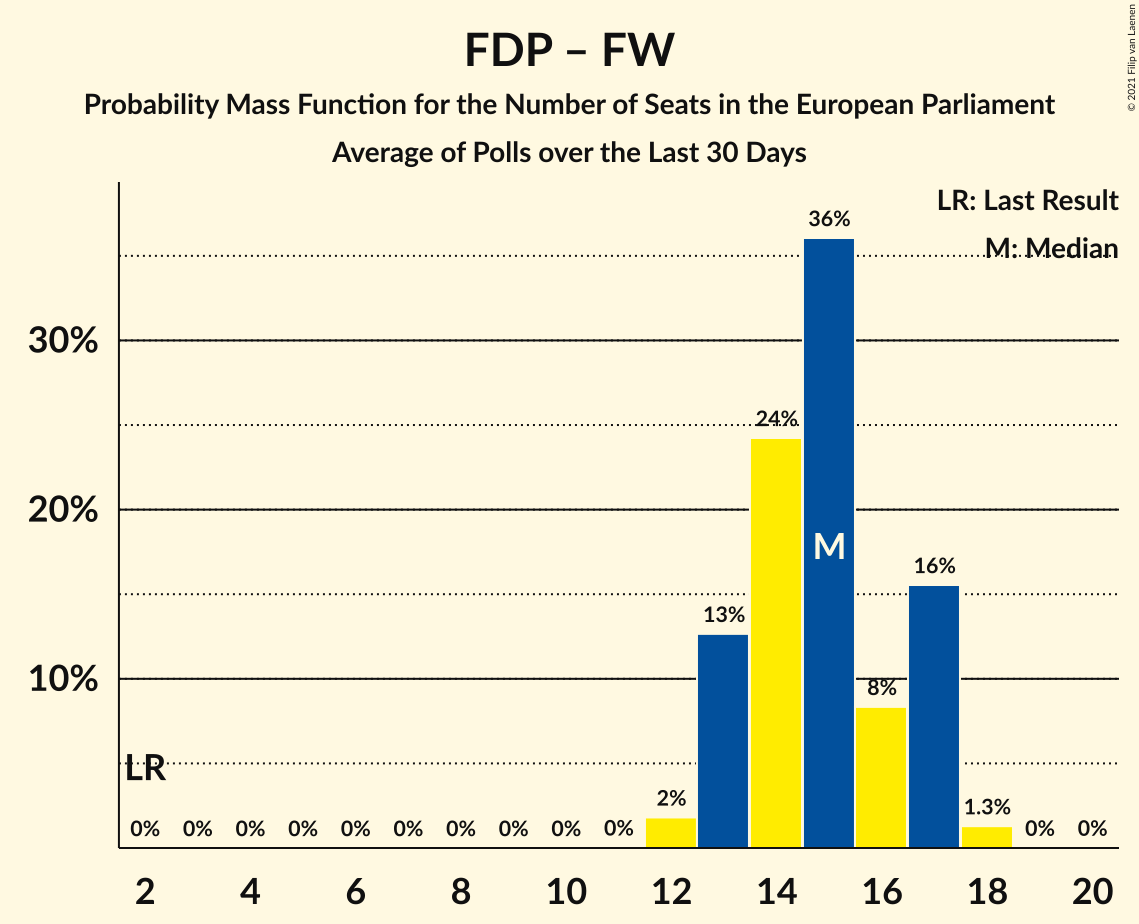 FDP – FW
Probability Mass Function for the Number of Seats in the European Parliament
Average of Polls over the Last 30 Days
© 2021 Filip van Laenen
LR: Last Result
M: Median
36%
30%
24%
20%
M
16%
13%
10%
8%
LR
2%
1.3%
0% 0% 0% 0% 0% 0% 0% 0% 0% 0% 0% 0%
2 4 6 8 10 12 14 16 18 20